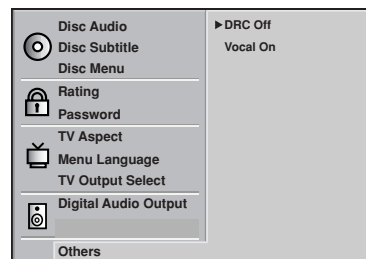 Disc Audio
Disc Subtitle
Disc Menu
Rating
Password
TV Aspect
Menu Language
TV Output Select
Digital Audio Output
Others
DRC Off
Vocal On